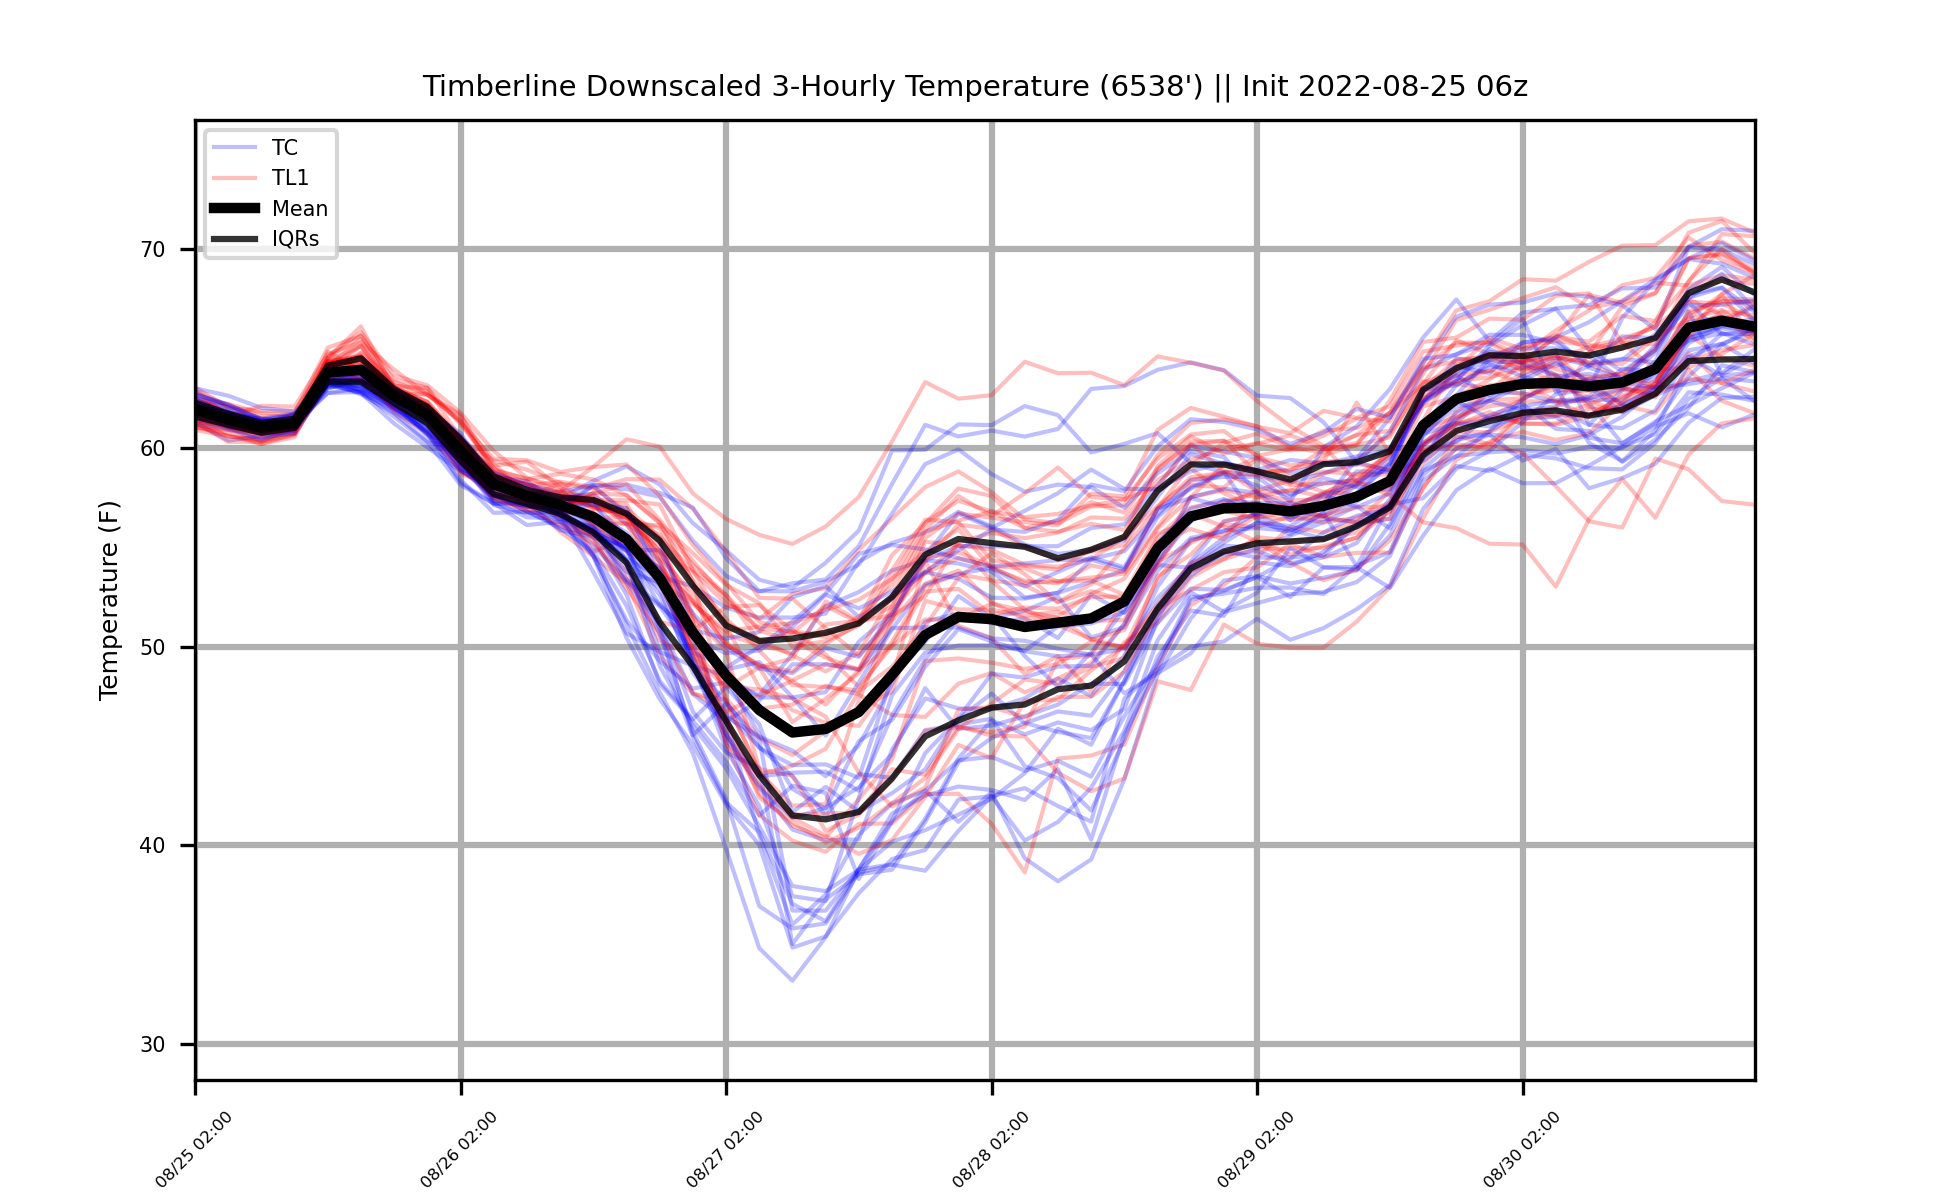 Timberline Downscaled 3-Hourly Temperature (6538') || Init 2022-08-25 06z
TC
TL1
Mean
IQRs
Temperature (F)
70
60
50
40
30
08/25 02:00
08/26 02:00
08/27 02:00
08/28 02:00
08/29 02:00
08/30 02:00